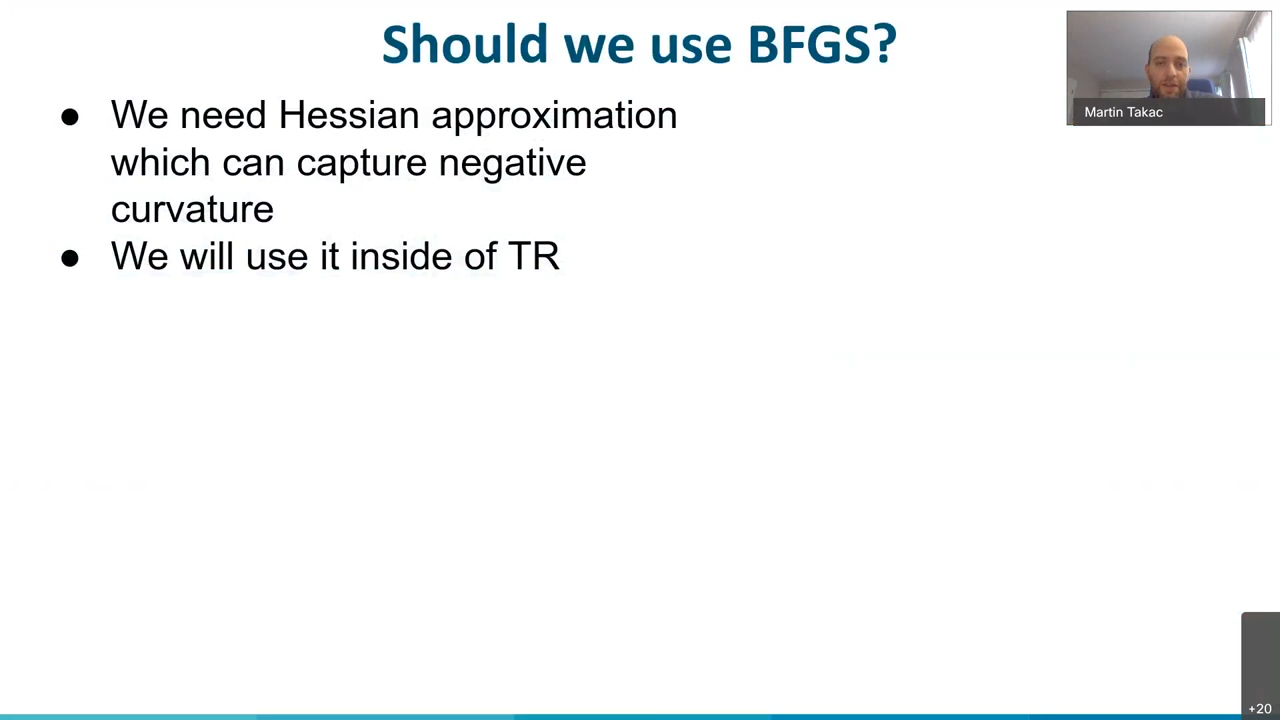 Should we use BFGS?
Martin Takac
● We need Hessian approximation
which can capture negative
curvature
● We will use it inside of TR
+20